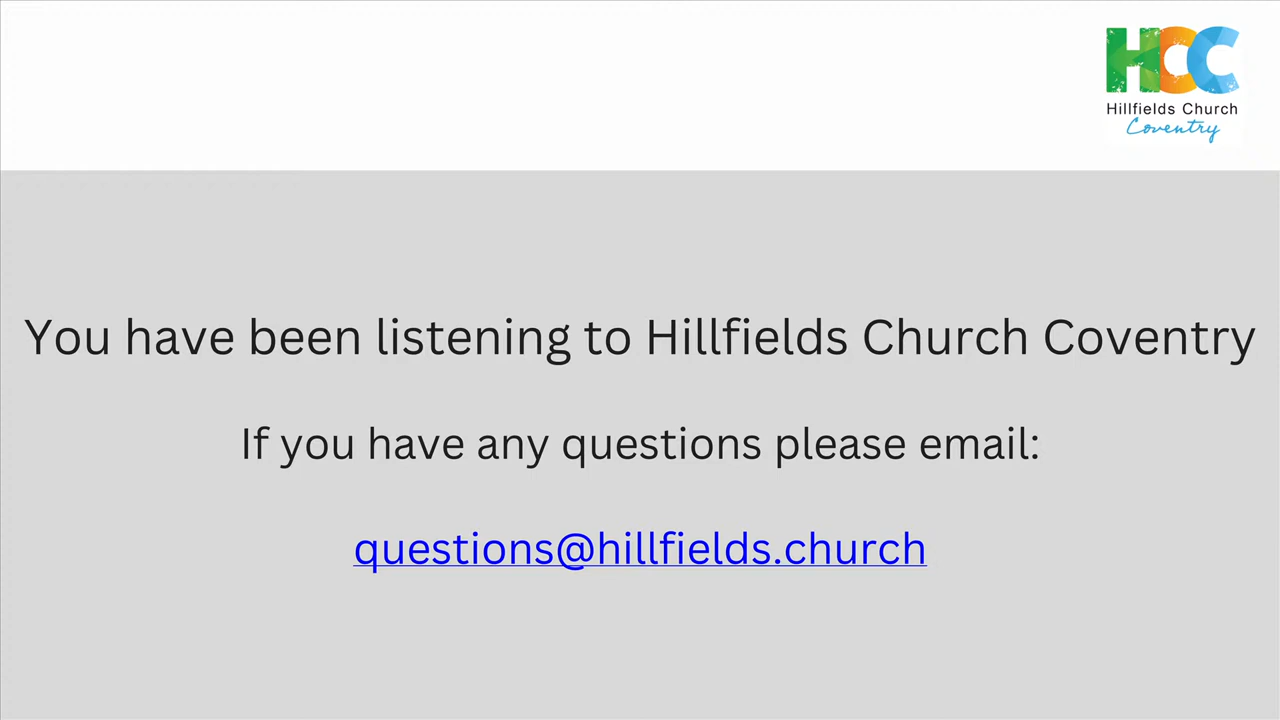 HCC
Hillfields Church
Coventry
You have been listening to Hillfields Church Coventry
If you have any questions please email:
questions@hillfields.church